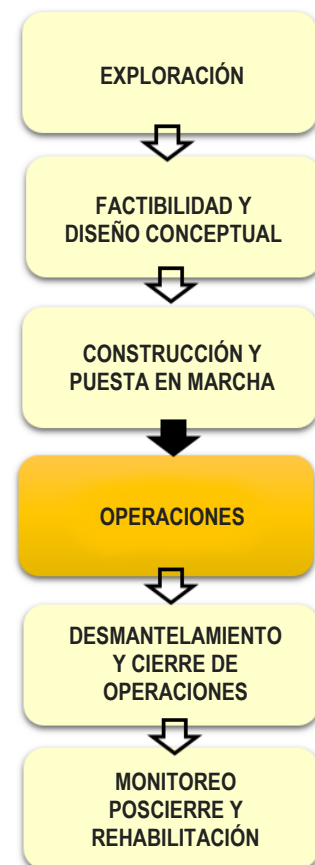 EXPLORACIÓN
FACTIBILIDAD Y
DISEÑO CONCEPTUAL
CONSTRUCCIÓN Y
PUESTA EN MARCHA
OPERACIONES
DESMANTELAMIENTO
Y CIERRE DE
OPERACIONES
MONITOREO
POSCIERRE Y
REHABILITACIÓN